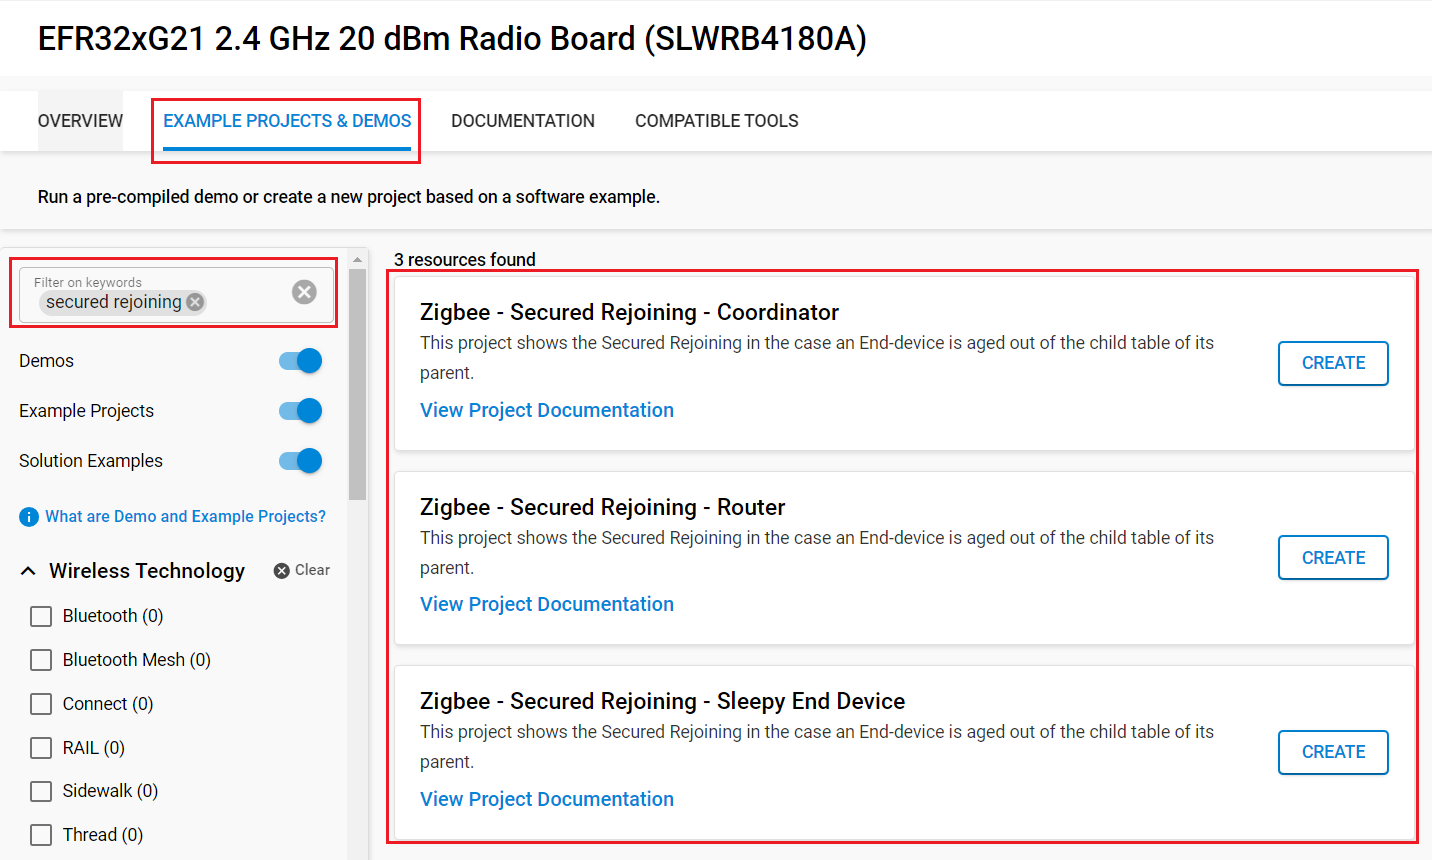 EFR32xG21 2.4 GHz 20 dBm Radio Board (SLWRB4180A)
OVERVIEW
EXAMPLE PROJECTS & DEMOS
DOCUMENTATION
COMPATIBLE TOOLS
Run a pre-compiled demo or create a new project based on a software example.
Filter on keywords
secured rejoining
Demos
Example Projects
Solution Examples
What are Demo and Example Projects?
Wireless Technology
Clear
Bluetooth (0)
Bluetooth Mesh (0)
Connect (0)
RAIL (0)
Sidewalk (0)
Thread (0)
3 resources found
Zigbee - Secured Rejoining - Coordinator
This project shows the Secured Rejoining in the case an End-device is aged out of the child table of its
parent.
View Project Documentation
CREATE
Zigbee - Secured Rejoining - Router
This project shows the Secured Rejoining in the case an End-device is aged out of the child table of its
parent.
View Project Documentation
CREATE
Zigbee - Secured Rejoining - Sleepy End Device
This project shows the Secured Rejoining in the case an End-device is aged out of the child table of its
parent.
View Project Documentation
CREATE